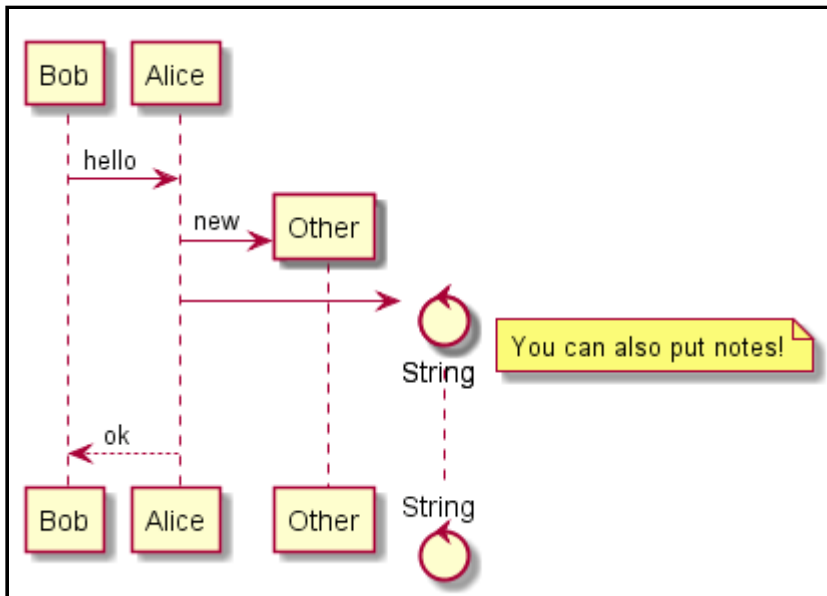 Bob
Alice
hello
new
Other
You can also put notes!
String
ok
String
Bob
Alice
Other